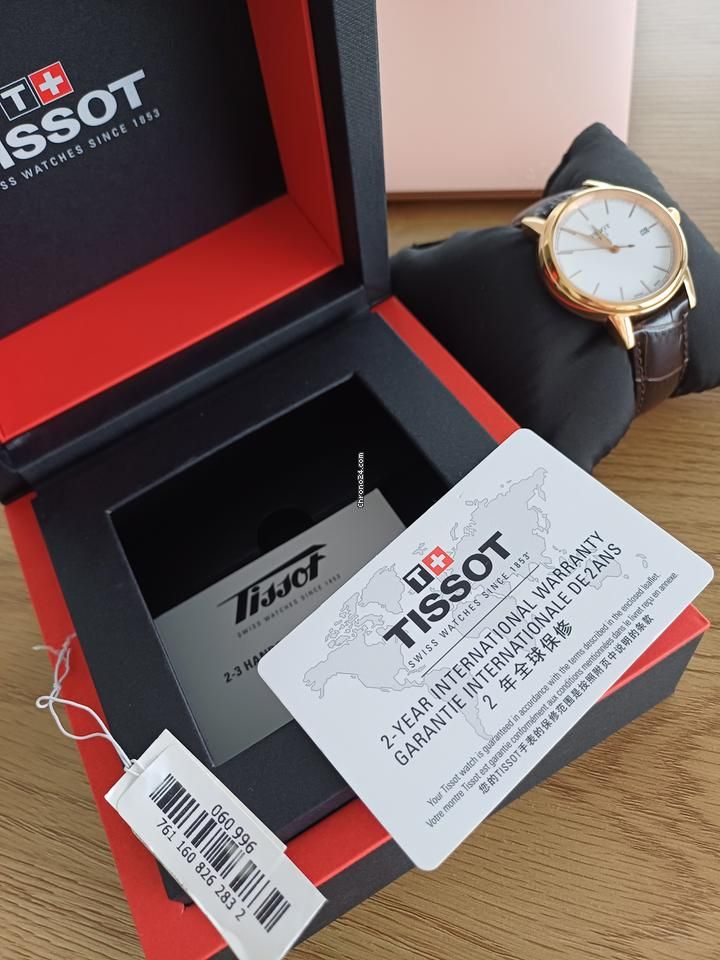 T+
ISSOT
SS WATCHES SINCE 1853
TISSOT
Chrono24.com
Tissot
SWISS WATCHES SINCE 1853
2-3
T+
TISSOT
SWISS WATCHES SINCE 1853
2-YEAR INTERNATIONAL WARRANTY
GARANTIE INTERNATIONALE DE 2 ANS
2 年全球保修
Your Tissot watch is guaranteed in accordance with the terms described in the enclosed leaflet.
Votre montre Tissot est garantie conformément aux conditions mentionnées dans le livret reçu en annexe.
您的TISSOT手表的保修范围是按照附页中说明的条款
060 996
761 160 826 283 2